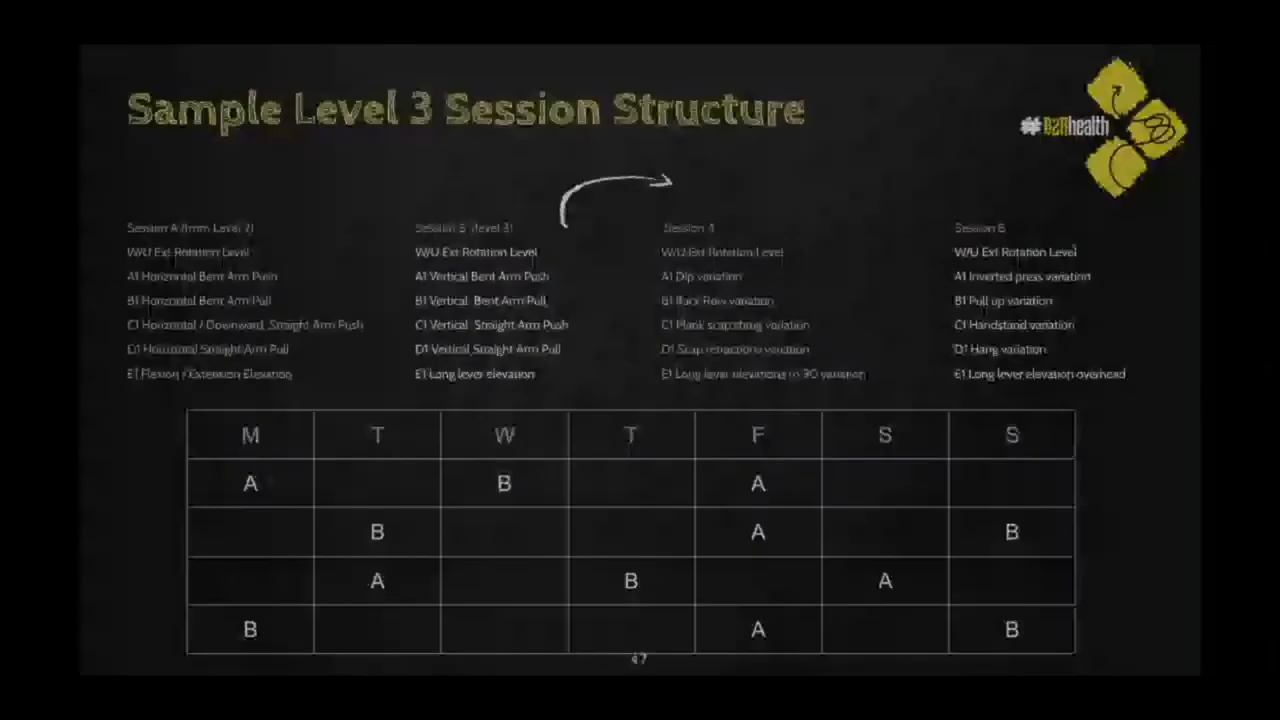 Sample Level 3 Session Structure
#B2Rhealth
Session A (from Level 2)
W/U Ext Rotation Level
A1 Horizontal Bent Arm Push
B1 Horizontal Bent Arm Pull
C1 Horizontal / Downward Straight Arm Push
D1 Horizontal Straight Arm Pull
E1 Flexion / Extension Elevation
Session B (level 3)
W/U Ext Rotation Level
A1 Vertical Bent Arm Push
B1 Vertical Bent Arm Pull
C1 Vertical Straight Arm Push
D1 Vertical Straight Arm Pull
E1 Long lever elevation
Session A
W/U Ext Rotation Level
A1 Dip variation
B1 Row variation
C1 Plank scap variation
D1 Scap retractions variation
E1 Long lever elevations to 90 variation
Session B
W/U Ext Rotation Level
A1 Inverted press variation
B1 Pull up variation
C1 Handstand variation
D1 Hang variation
E1 Long lever elevation overhead
M T W T F S S
A B A
B A B
A B A
B A B
47